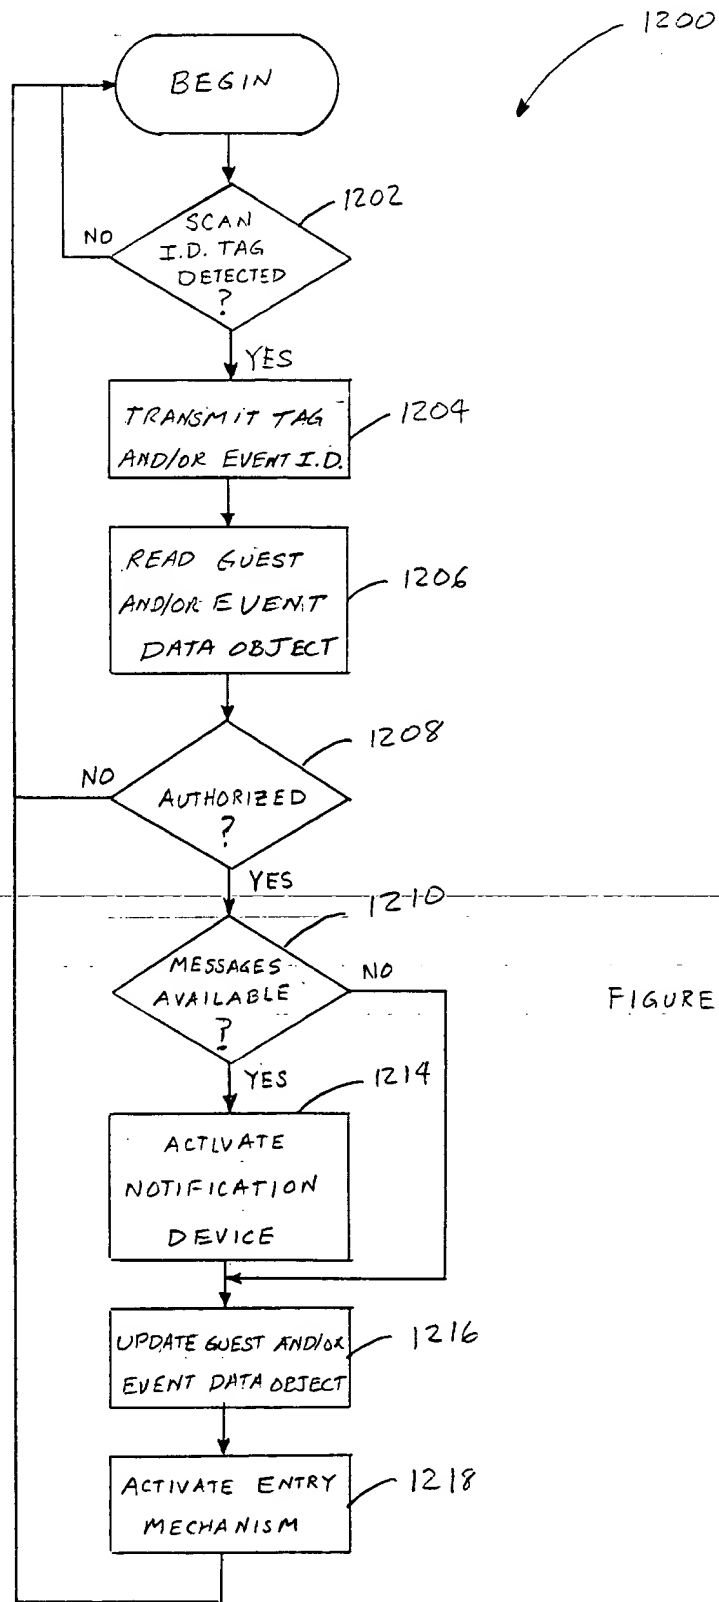 1200
BEGIN
1202
SCAN
I.D. TAG
DETECTED
?
NO
YES
TRANSMIT TAG
AND/OR EVENT I.D.
1204
READ GUEST
AND/OR EVENT
DATA OBJECT
1206
1208
NO
AUTHORIZED
?
YES
1210
MESSAGES
AVAILABLE
?
NO
FIGURE
YES
1214
ACTIVATE
NOTIFICATION
DEVICE
UPDATE GUEST AND/OR
EVENT DATA OBJECT
1216
ACTIVATE ENTRY
MECHANISM
1218